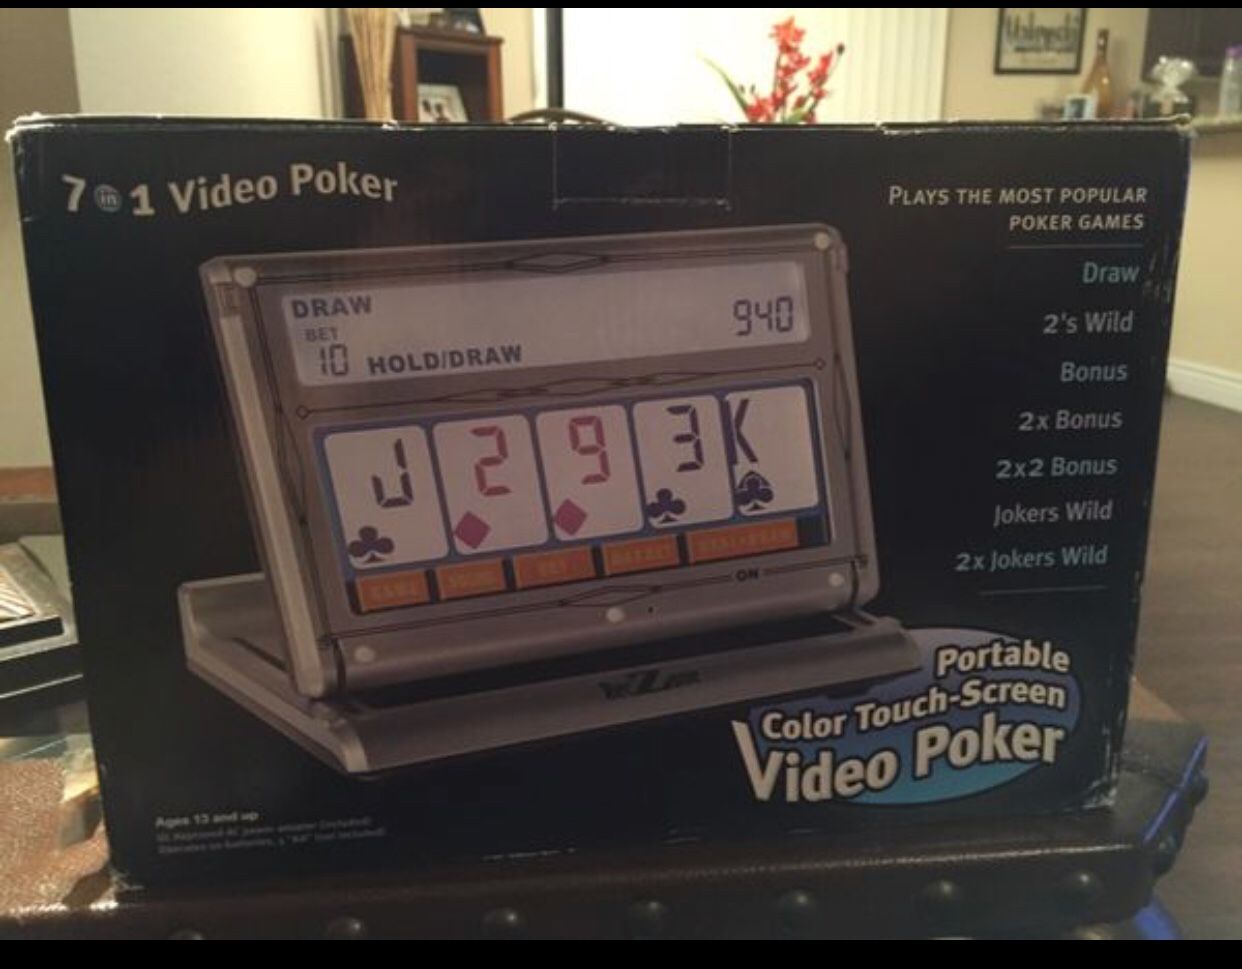 7 in 1 Video Poker
PLAYS THE MOST POPULAR
POKER GAMES
Draw
2's Wild
Bonus
2x Bonus
2x2 Bonus
Jokers Wild
2x Jokers Wild
DRAW
BET
10 HOLD/DRAW
940
J 2 9 3 K
BET
ON
Portable
Color Touch-Screen
Video Poker
Ages 13 and up